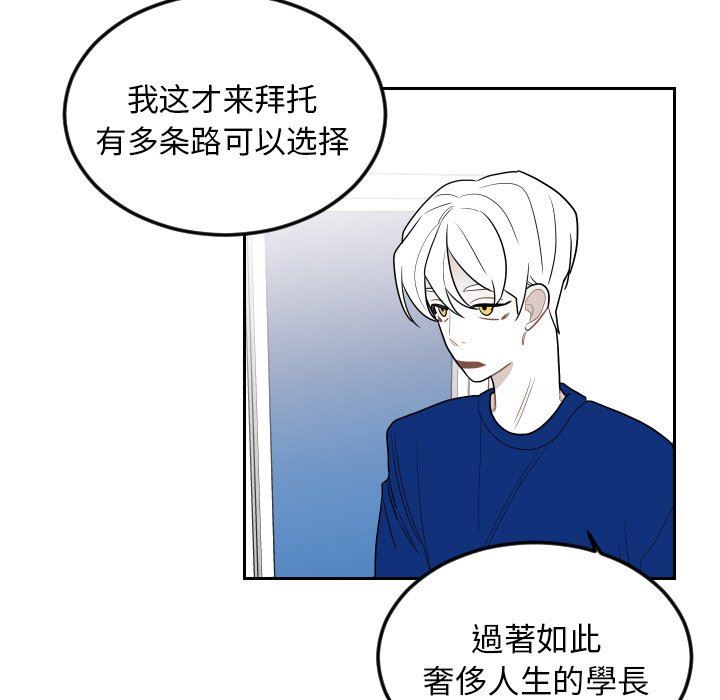 我这才来拜托
有多条路可以选择
過著如此
奢侈人生的學長